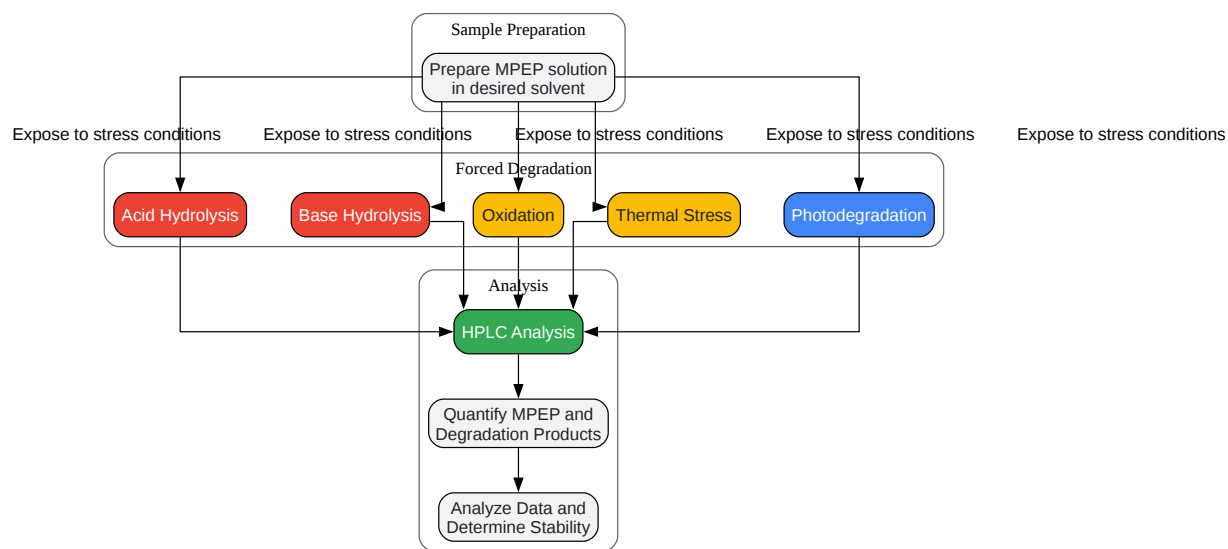 Sample Preparation
Prepare MPEP solution
in desired solvent
Expose to stress conditions
Expose to stress conditions
Expose to stress conditions
Expose to stress conditions
Expose to stress conditions
Forced Degradation
Acid Hydrolysis
Base Hydrolysis
Oxidation
Thermal Stress
Photodegradation
Analysis
HPLC Analysis
Quantify MPEP and
Degradation Products
Analyze Data and
Determine Stability